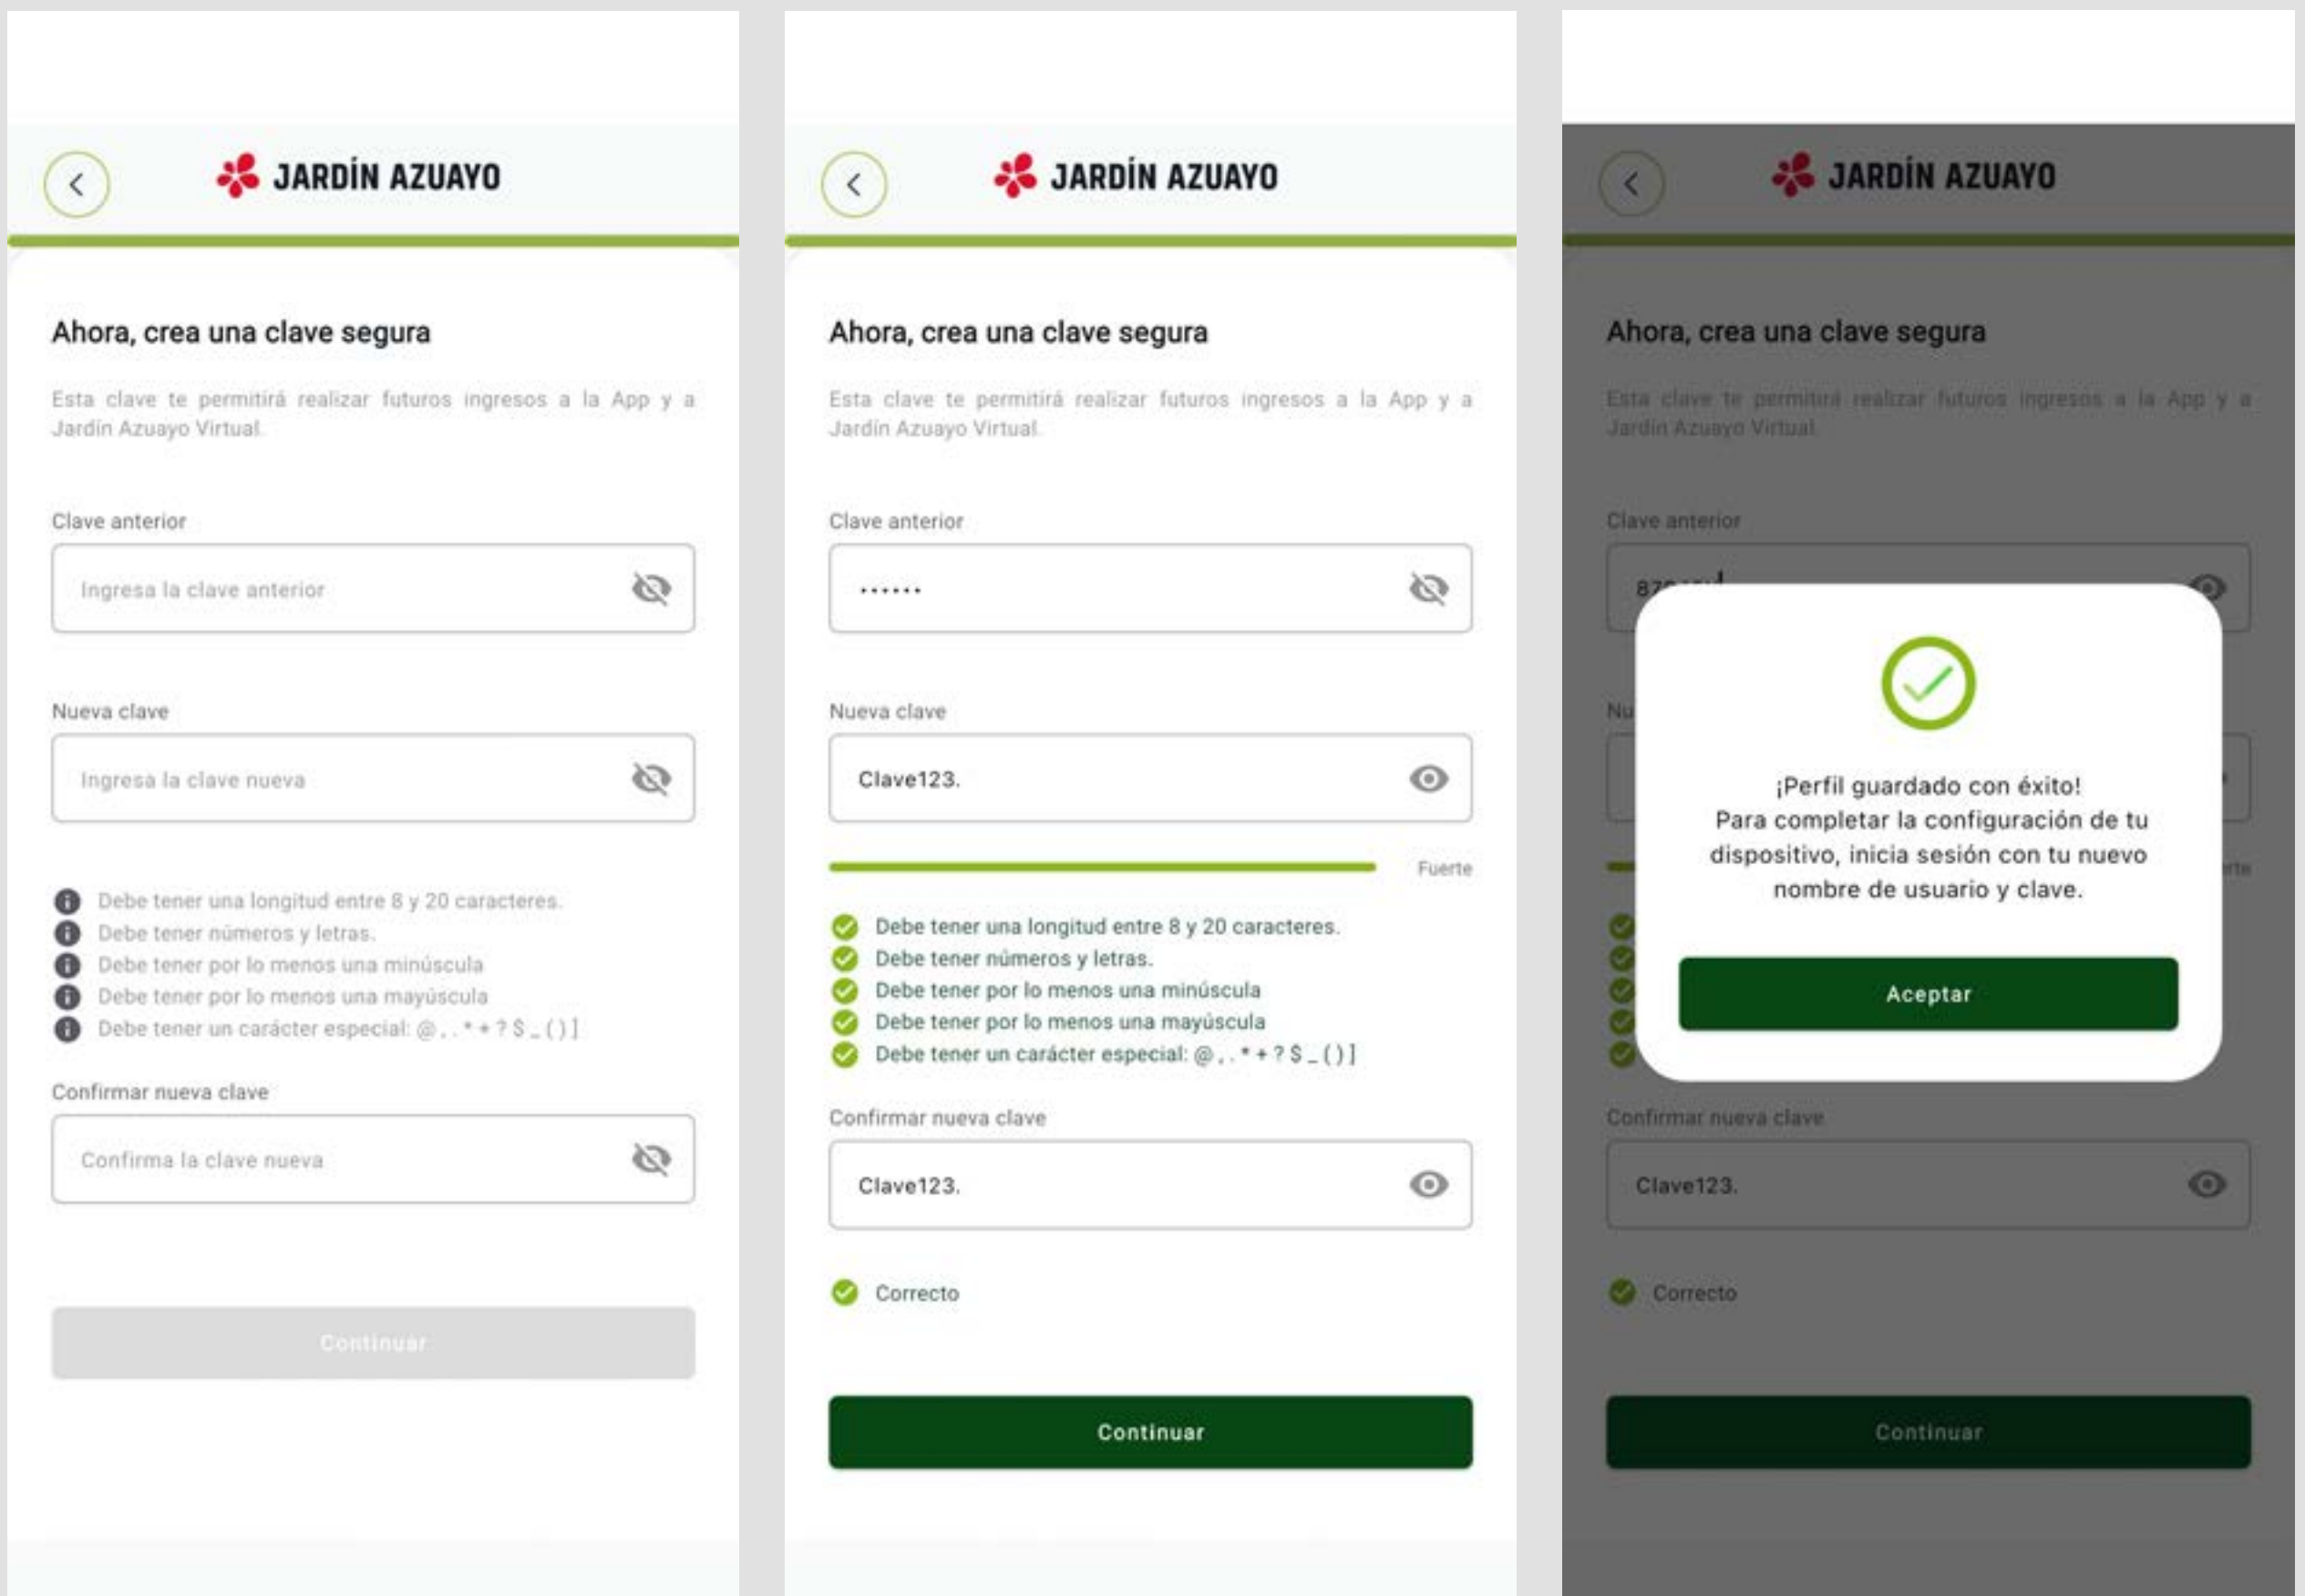 JARDÍN AZUAYO
Ahora, crea una clave segura
Esta clave te permitirá realizar futuros ingresos a la App y a
Jardín Azuayo Virtual.
Clave anterior
Ingresa la clave anterior
Nueva clave
Ingresa la clave nueva
Debe tener una longitud entre 8 y 20 caracteres.
Debe tener números y letras.
Debe tener por lo menos una minúscula
Debe tener por lo menos una mayúscula
Debe tener un carácter especial: @ , . * + ? $ _ ( ) ]
Confirmar nueva clave
Confirma la clave nueva
Continuar
JARDÍN AZUAYO
Ahora, crea una clave segura
Esta clave te permitirá realizar futuros ingresos a la App y a
Jardín Azuayo Virtual.
Clave anterior
••••••
Nueva clave
Clave123.
Fuerte
Debe tener una longitud entre 8 y 20 caracteres.
Debe tener números y letras.
Debe tener por lo menos una minúscula
Debe tener por lo menos una mayúscula
Debe tener un carácter especial: @ , . * + ? $ _ ( ) ]
Confirmar nueva clave
Clave123.
Correcto
Continuar
JARDÍN AZUAYO
Ahora, crea una clave segura
Esta clave te permitirá realizar futuros ingresos a la App y a
Jardín Azuayo Virtual.
Clave anterior
¡Perfil guardado con éxito!
Para completar la configuración de tu
dispositivo, inicia sesión con tu nuevo
nombre de usuario y clave.
Aceptar
Confirmar nueva clave
Clave123.
Correcto
Continuar